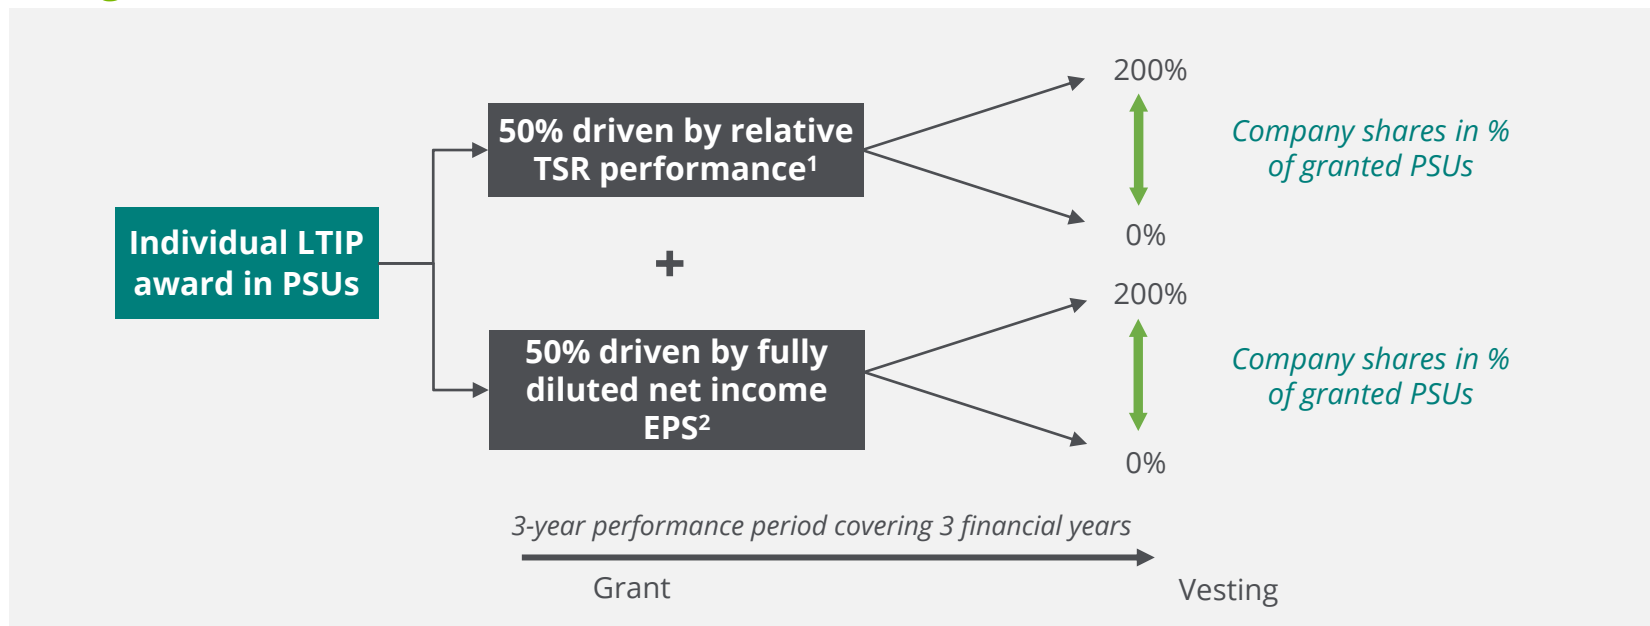 Individual LTIP
award in PSUs
50% driven by relative
TSR performance¹
+
50% driven by fully
diluted net income
EPS²
200%
0%
Company shares in %
of granted PSUs
200%
0%
Company shares in %
of granted PSUs
3-year performance period covering 3 financial years
Grant
Vesting